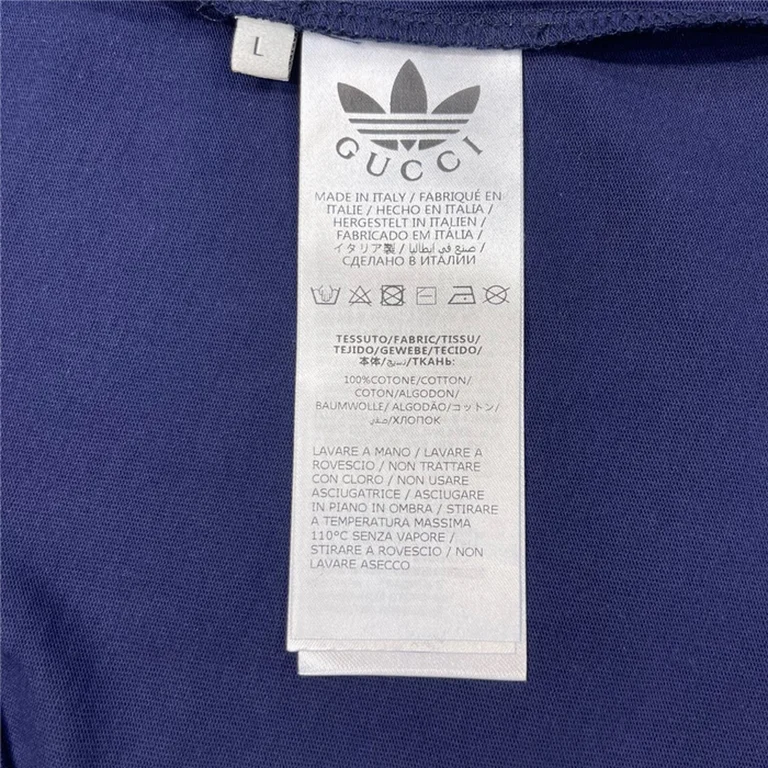 L
GUCCI
MADE IN ITALY / FABRIQUÉ EN
ITALIE / HECHO EN ITALIA /
HERGESTELT IN ITALIEN /
FABRICADO EM ITÁLIA /
イタリア製 / صنع في ايطاليا /
СДЕЛАНО В ИТАЛИИ
TESSUTO/FABRIC/TISSU/
TEJIDO/GEWEBE/TECIDO/
本体/نسيج/ТКАНЬ:
100%COTONE/COTTON/
COTON/ALGODON/
BAUMWOLLE/ ALGODÃO/コットン/
/ХЛОПОК
LAVARE A MANO / LAVARE A
ROVESCIO / NON TRATTARE
CON CLORO / NON USARE
ASCIUGATRICE / ASCIUGARE
IN PIANO IN OMBRA / STIRARE
A TEMPERATURA MASSIMA
110°C SENZA VAPORE /
STIRARE A ROVESCIO / NON
LAVARE ASECCO